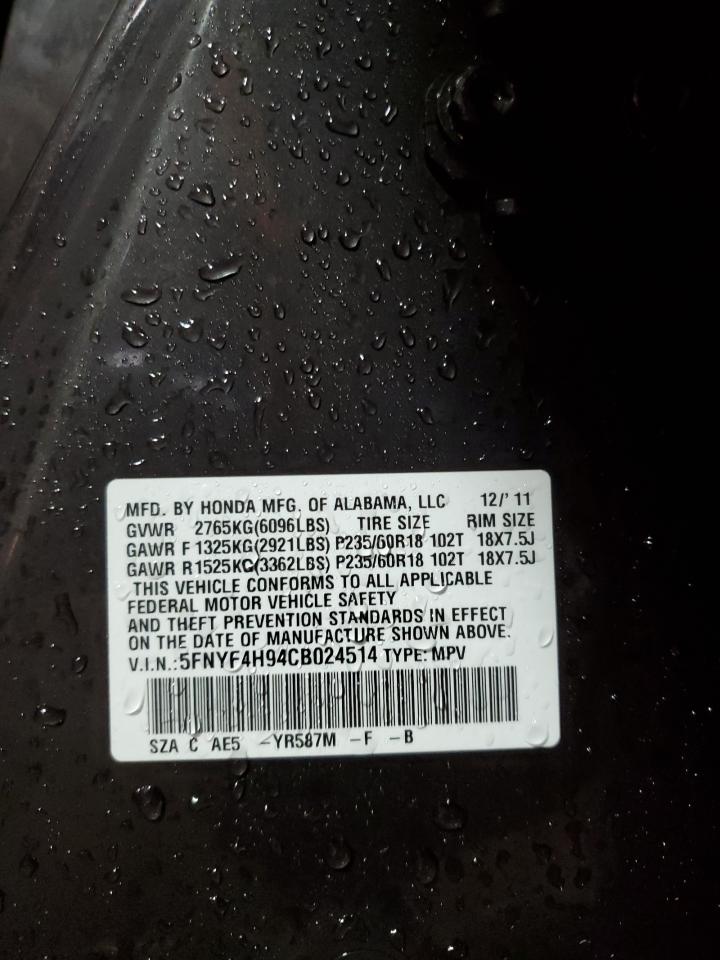 MFD. BY HONDA MFG. OF ALABAMA, LLC 12/'11
GVWR 2765KG(6096LBS) TIRE SIZE RIM SIZE
GAWR F 1325KG(2921LBS) P235/60R18 102T 18X7.5J
GAWR R 1525KG(3362LBS) P235/60R18 102T 18X7.5J
THIS VEHICLE CONFORMS TO ALL APPLICABLE
FEDERAL MOTOR VEHICLE SAFETY
AND THEFT PREVENTION STANDARDS IN EFFECT
ON THE DATE OF MANUFACTURE SHOWN ABOVE.
V.I.N.:5FNYF4H94CB024514 TYPE: MPV
SZA C AE5 -YR587M -F -B